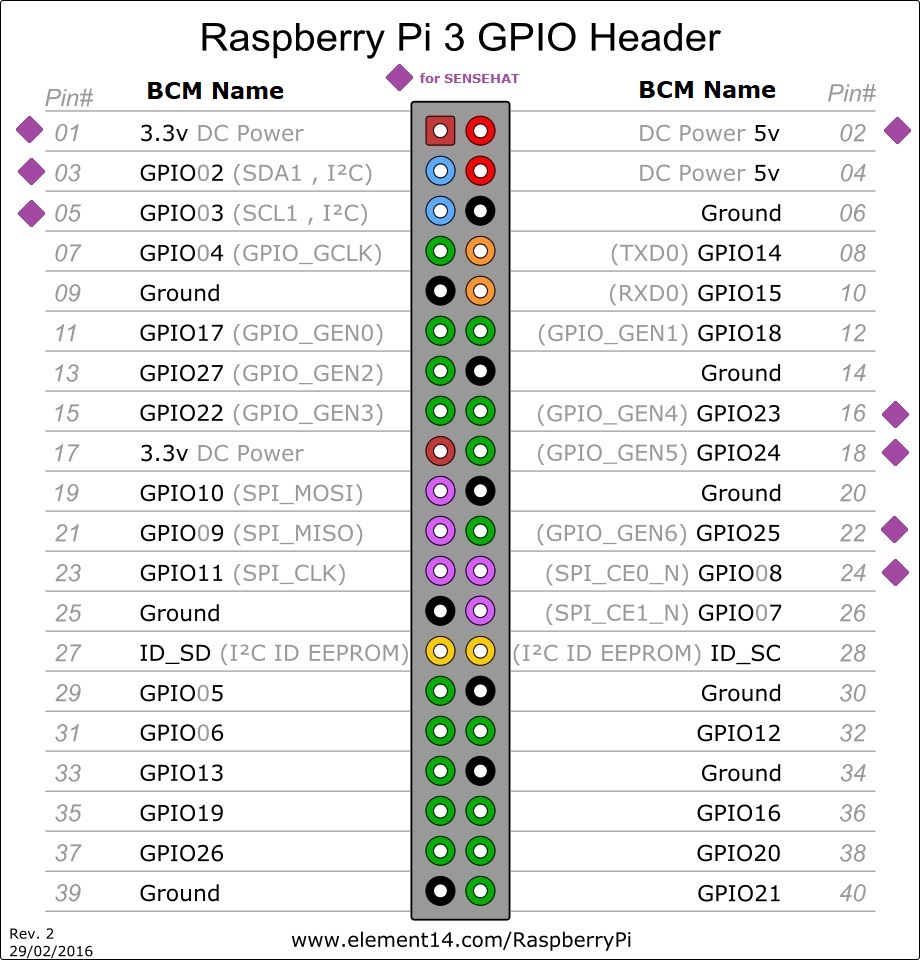 Raspberry Pi 3 GPIO Header
for SENSEHAT
Pin# BCM Name BCM Name Pin#
01 3.3v DC Power DC Power 5v 02
03 GPIO02 (SDA1 , I²C) DC Power 5v 04
05 GPIO03 (SCL1 , I²C) Ground 06
07 GPIO04 (GPIO_GCLK) (TXD0) GPIO14 08
09 Ground (RXD0) GPIO15 10
11 GPIO17 (GPIO_GEN0) (GPIO_GEN1) GPIO18 12
13 GPIO27 (GPIO_GEN2) Ground 14
15 GPIO22 (GPIO_GEN3) (GPIO_GEN4) GPIO23 16
17 3.3v DC Power (GPIO_GEN5) GPIO24 18
19 GPIO10 (SPI_MOSI) Ground 20
21 GPIO09 (SPI_MISO) (GPIO_GEN6) GPIO25 22
23 GPIO11 (SPI_CLK) (SPI_CE0_N) GPIO08 24
25 Ground (SPI_CE1_N) GPIO07 26
27 ID_SD (I²C ID EEPROM) (I²C ID EEPROM) ID_SC 28
29 GPIO05 Ground 30
31 GPIO06 GPIO12 32
33 GPIO13 Ground 34
35 GPIO19 GPIO16 36
37 GPIO26 GPIO20 38
39 Ground GPIO21 40
Rev. 2
29/02/2016
www.element14.com/RaspberryPi